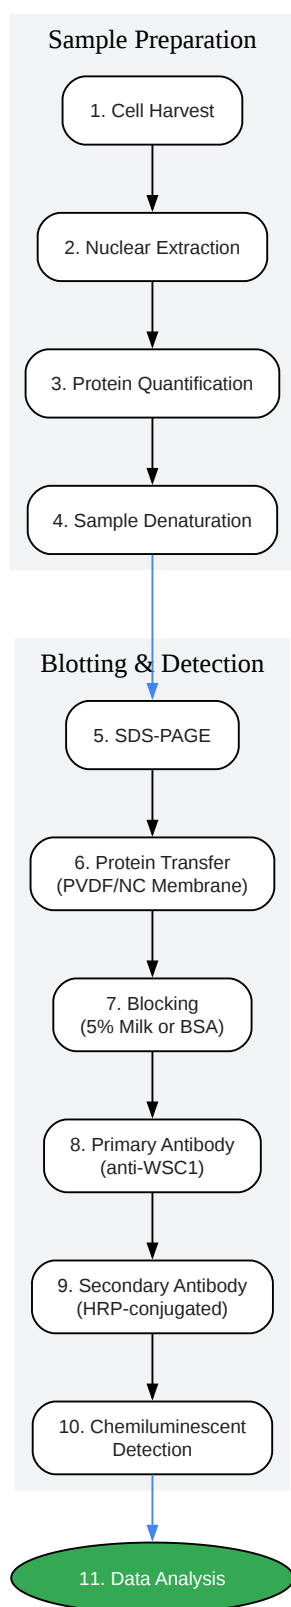 Sample Preparation
1. Cell Harvest
2. Nuclear Extraction
3. Protein Quantification
4. Sample Denaturation
Blotting & Detection
5. SDS-PAGE
6. Protein Transfer
(PVDF/NC Membrane)
7. Blocking
(5% Milk or BSA)
8. Primary Antibody
(anti-WSC1)
9. Secondary Antibody
(HRP-conjugated)
10. Chemiluminescent
Detection
11. Data Analysis